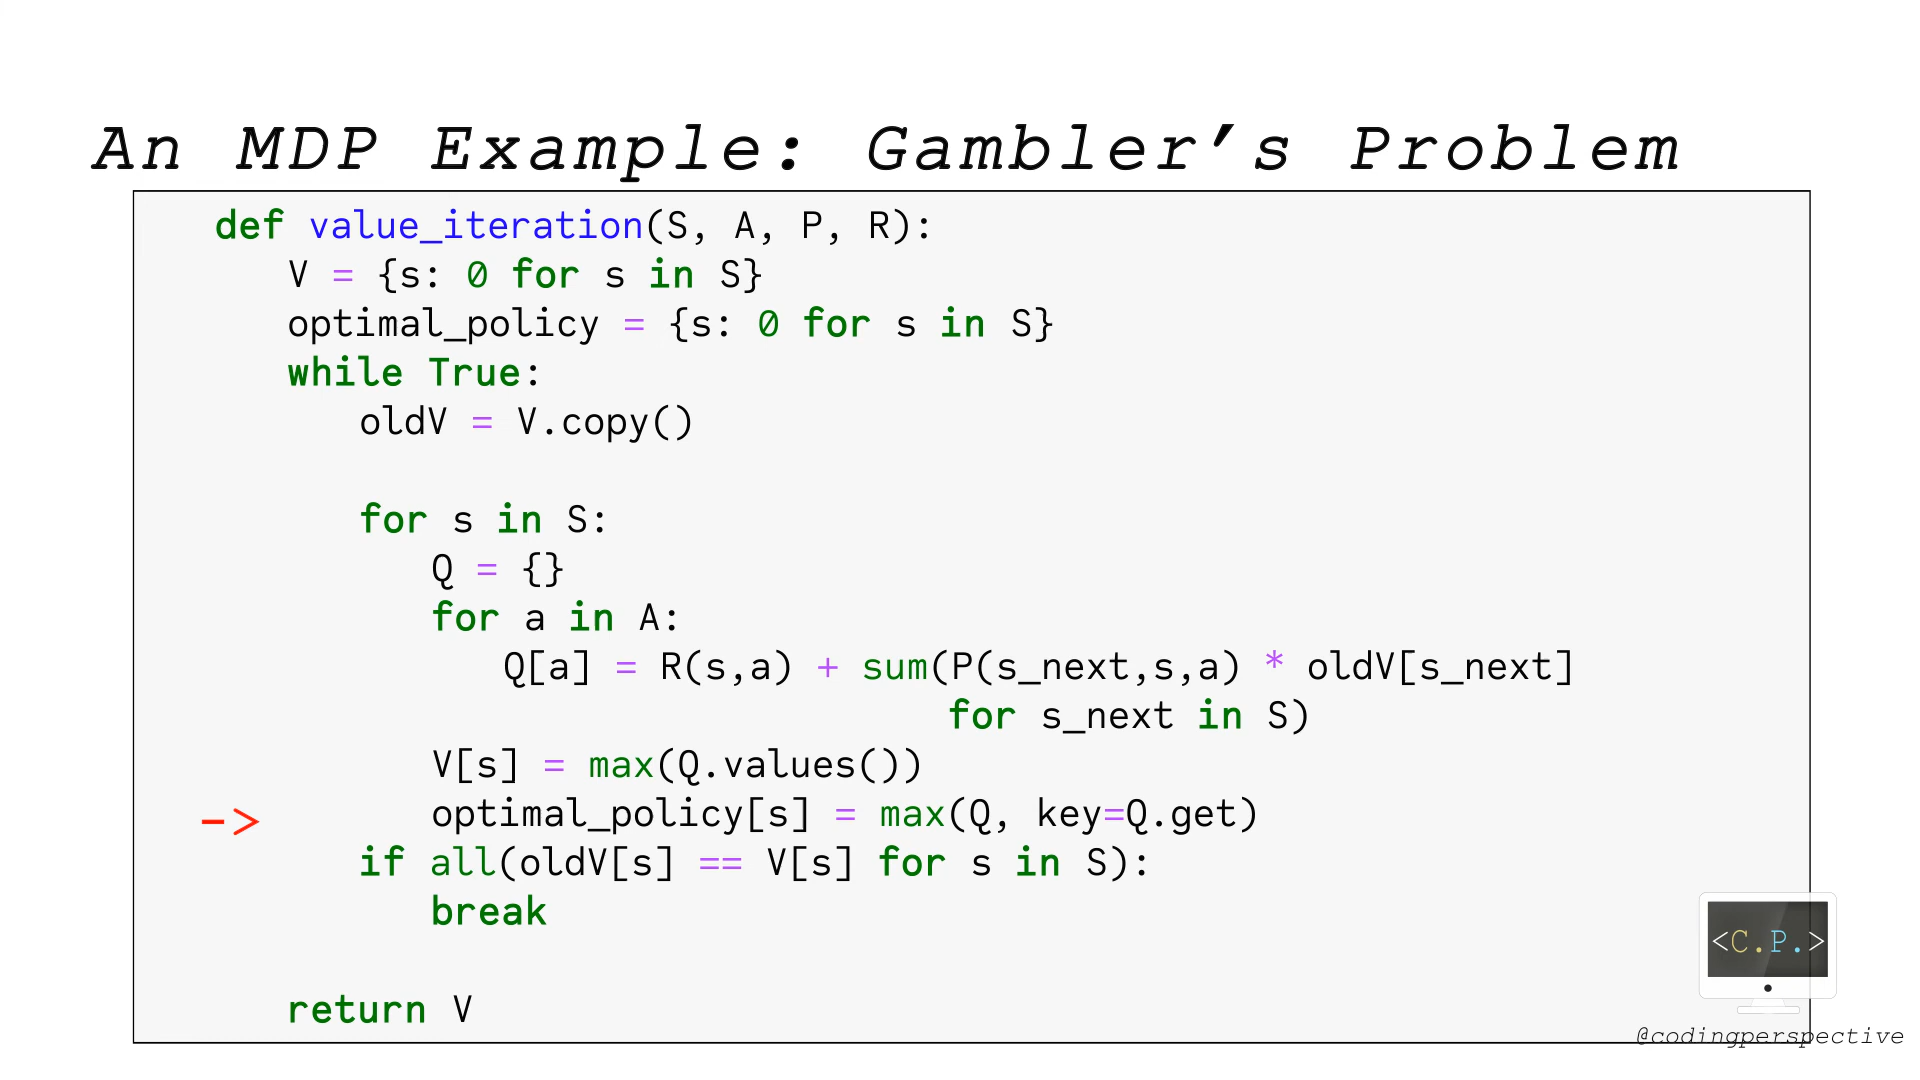 An MDP Example: Gambler's Problem
def value_iteration(S, A, P, R):
V = {s: 0 for s in S}
optimal_policy = {s: 0 for s in S}
while True:
oldV = V.copy()
for s in S:
Q = {}
for a in A:
Q[a] = R(s,a) + sum(P(s_next,s,a) * oldV[s_next]
for s_next in S)
V[s] = max(Q.values())
-> optimal_policy[s] = max(Q, key=Q.get)
if all(oldV[s] == V[s] for s in S):
break
<C.P.>
return V
@codingperspective